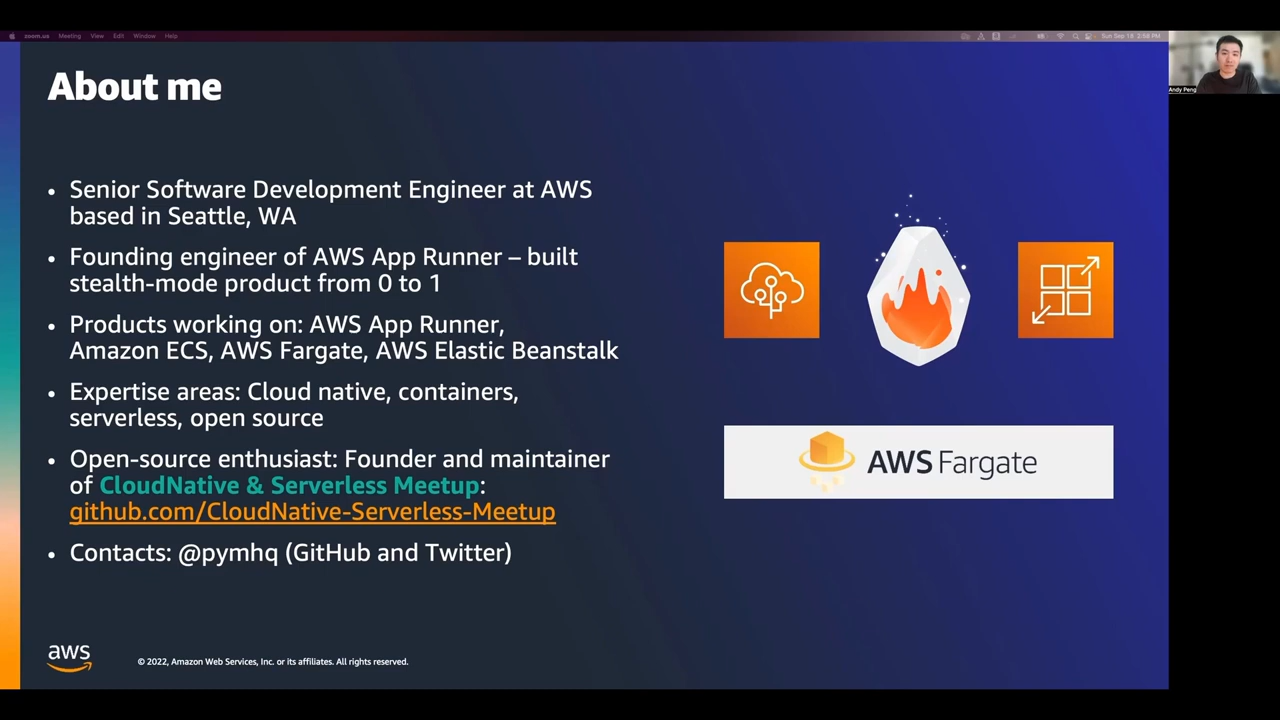 zoom.us Meeting View Edit Window Help
Sun Sep 18 2:58 PM
Andy Peng
About me
• Senior Software Development Engineer at AWS
based in Seattle, WA
• Founding engineer of AWS App Runner – built
stealth-mode product from 0 to 1
• Products working on: AWS App Runner,
Amazon ECS, AWS Fargate, AWS Elastic Beanstalk
• Expertise areas: Cloud native, containers,
serverless, open source
• Open-source enthusiast: Founder and maintainer
of CloudNative & Serverless Meetup:
github.com/CloudNative-Serverless-Meetup
• Contacts: @pymhq (GitHub and Twitter)
AWS Fargate
aws
© 2022, Amazon Web Services, Inc. or its affiliates. All rights reserved.